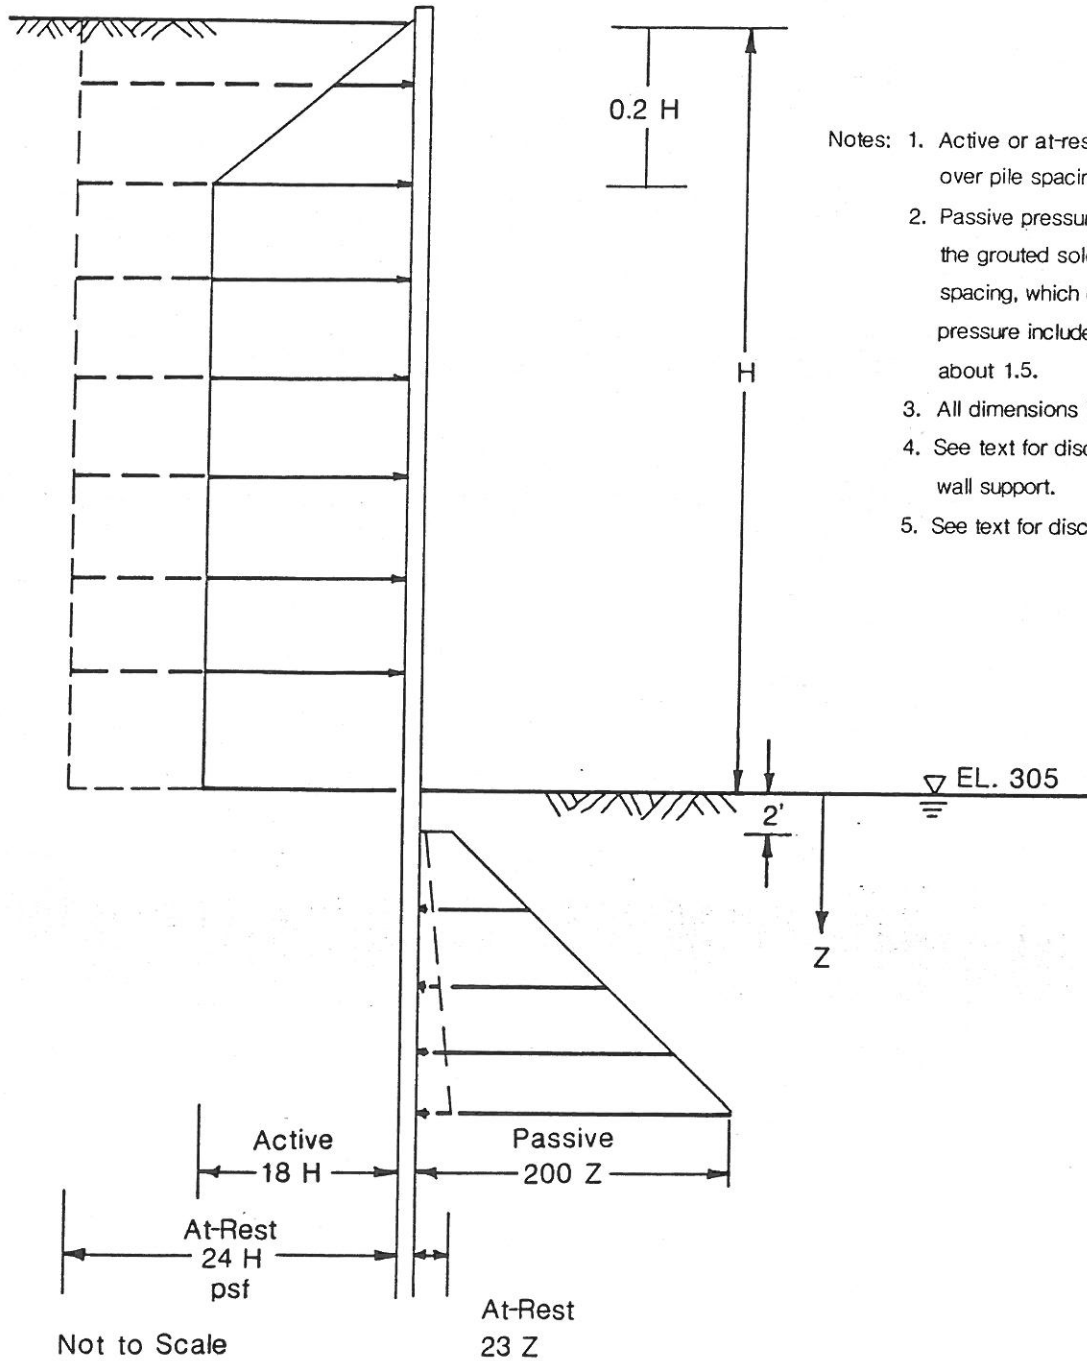 0.2 H
H
Notes: 1. Active or at-res
over pile spacin
2. Passive pressur
the grouted sol
spacing, which
pressure include
about 1.5.
3. All dimensions
4. See text for disc
wall support.
5. See text for disc
EL. 305
2'
Z
Active
18 H
Passive
200 Z
At-Rest
24 H
psf
At-Rest
23 Z
Not to Scale